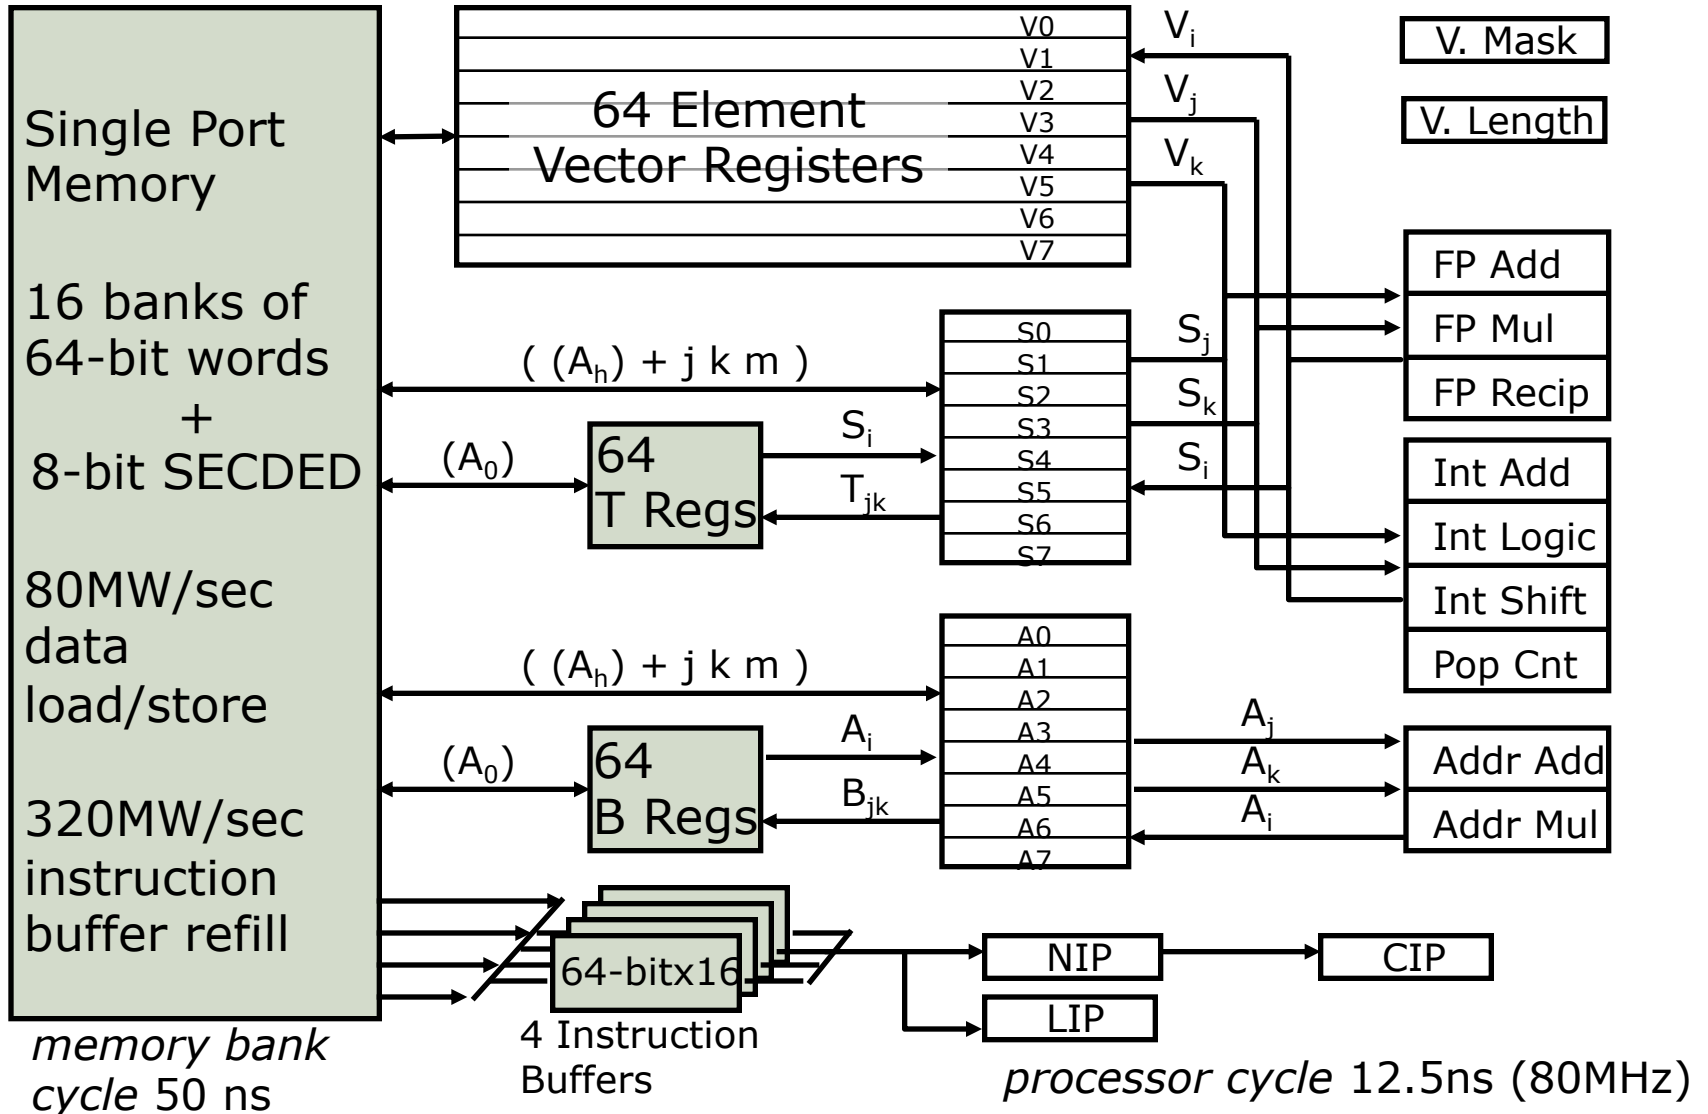 Single Port
Memory
16 banks of
64-bit words
+
8-bit SECDED
80MW/sec
data
load/store
320MW/sec
instruction
buffer refill
memory bank
cycle 50 ns
V0
V1
V2
V3
V4
V5
V6
V7
64 Element
Vector Registers
Vi
Vj
Vk
V. Mask
V. Length
( (Ah) + j k m )
(A0)
64
T Regs
Si
Tjk
S0
S1
S2
S3
S4
S5
S6
S7
Sj
Sk
Si
FP Add
FP Mul
FP Recip
Int Add
Int Logic
Int Shift
Pop Cnt
( (Ah) + j k m )
(A0)
64
B Regs
Ai
Bjk
A0
A1
A2
A3
A4
A5
A6
A7
Aj
Ak
Ai
Addr Add
Addr Mul
64-bitx16
4 Instruction
Buffers
NIP
CIP
LIP
processor cycle 12.5ns (80MHz)